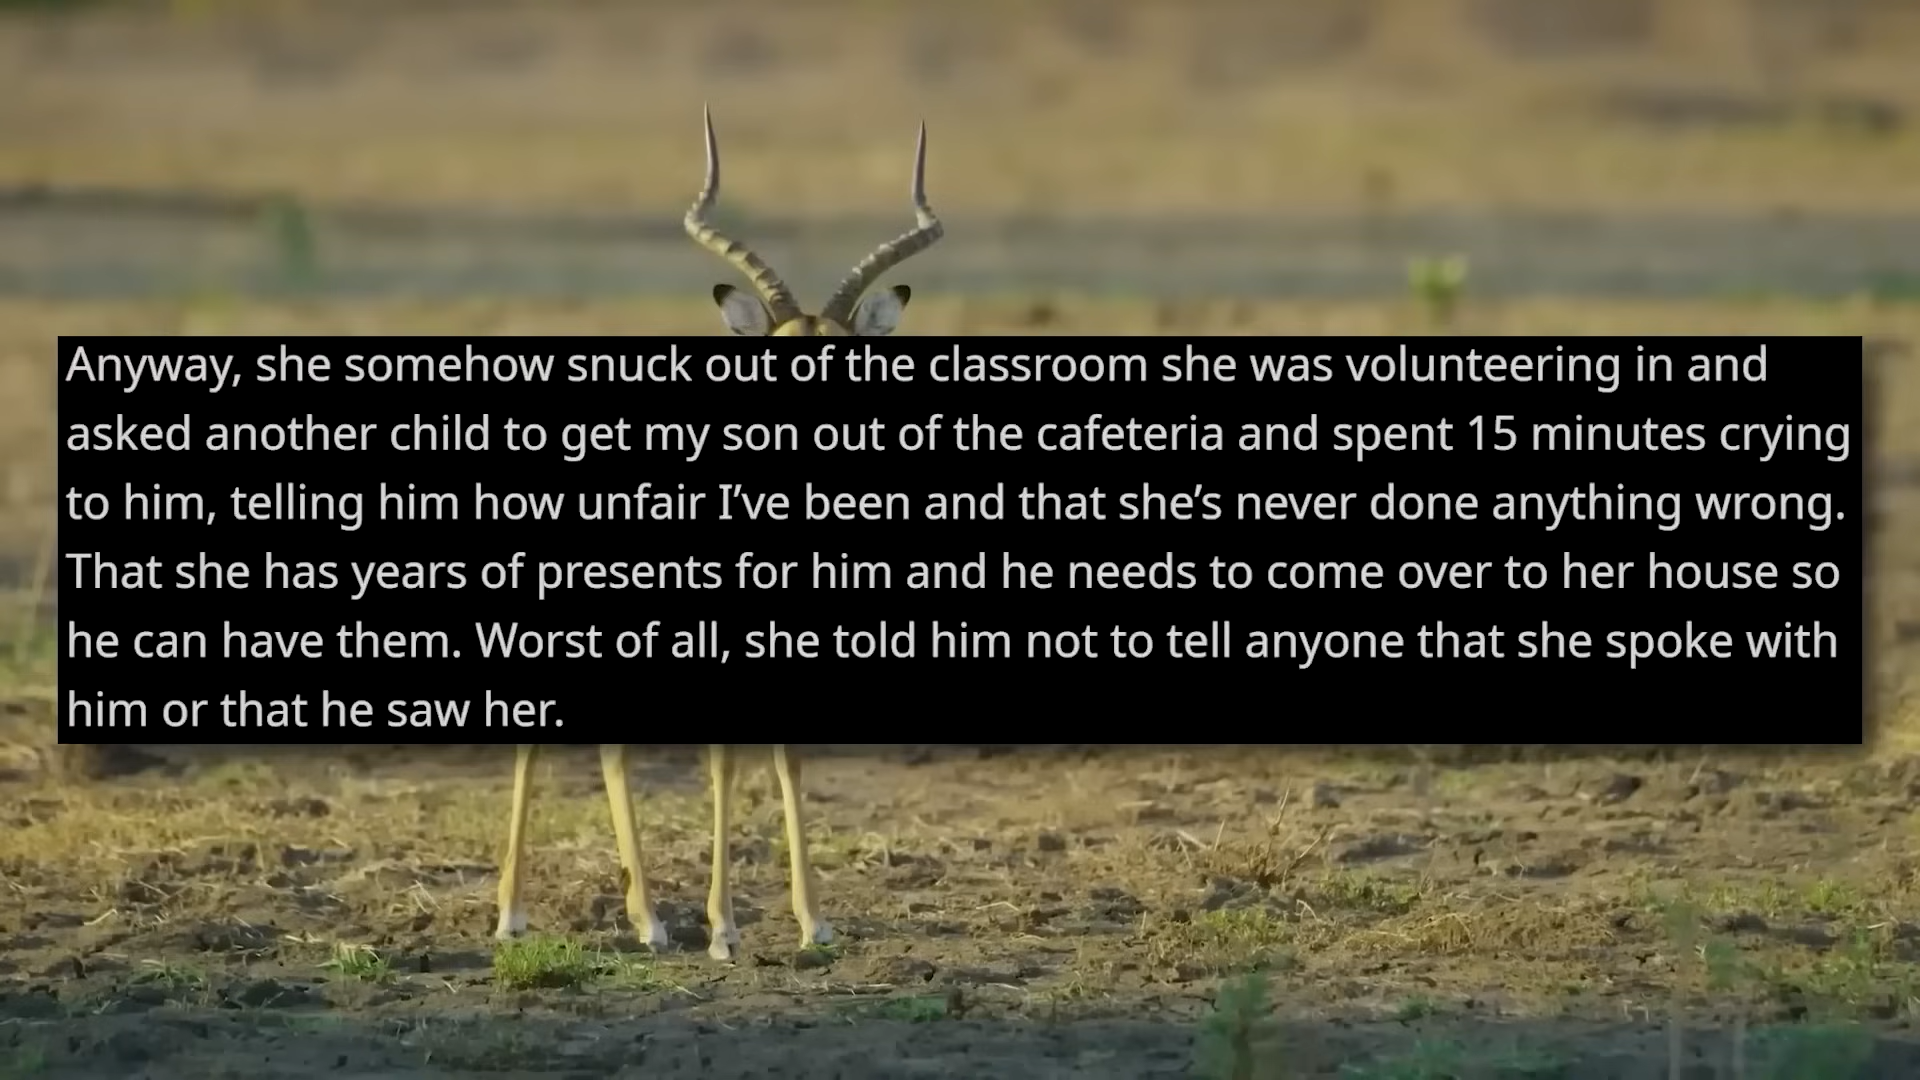 Anyway, she somehow snuck out of the classroom she was volunteering in and
asked another child to get my son out of the cafeteria and spent 15 minutes crying
to him, telling him how unfair I’ve been and that she’s never done anything wrong.
That she has years of presents for him and he needs to come over to her house so
he can have them. Worst of all, she told him not to tell anyone that she spoke with
him or that he saw her.